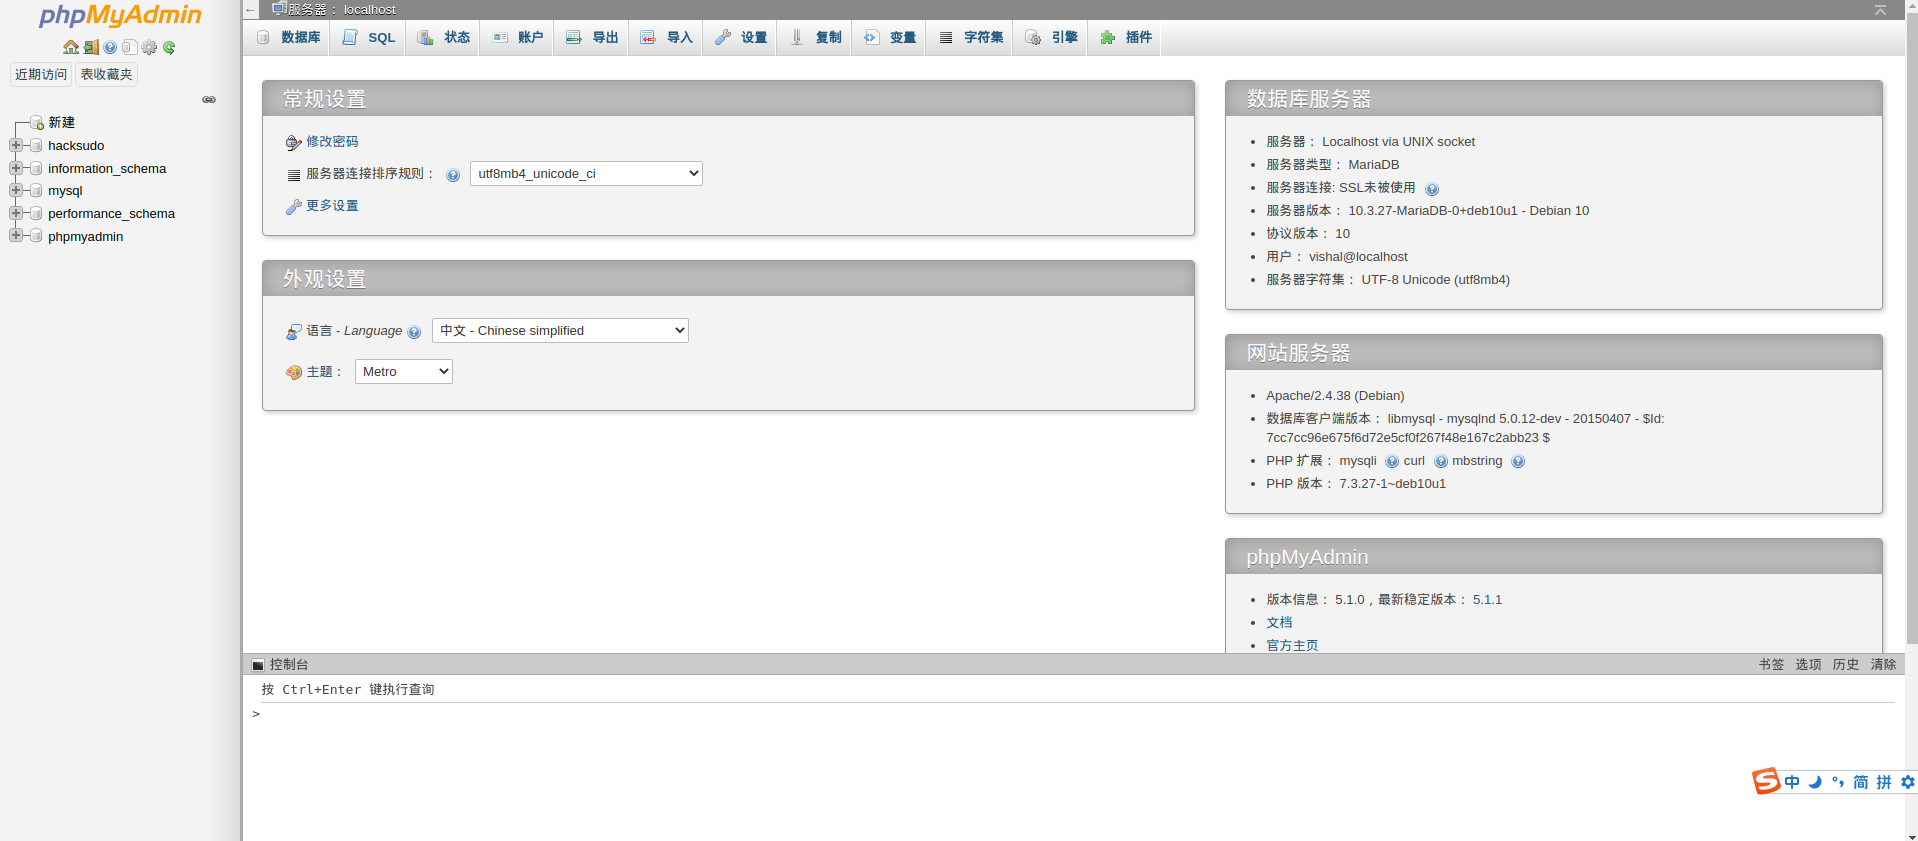 phpMyAdmin
近期访问 表收藏夹
新建
hacksudo
information_schema
mysql
performance_schema
phpmyadmin
服务器： localhost
数据库 SQL 状态 账户 导出 导入 设置 复制 变量 字符集 引擎 插件
常规设置
修改密码
服务器连接排序规则： utf8mb4_unicode_ci
更多设置
外观设置
语言 - Language 中文 - Chinese simplified
主题： Metro
数据库服务器
服务器： Localhost via UNIX socket
服务器类型： MariaDB
服务器连接: SSL未被使用
服务器版本： 10.3.27-MariaDB-0+deb10u1 - Debian 10
协议版本： 10
用户： vishal@localhost
服务器字符集： UTF-8 Unicode (utf8mb4)
网站服务器
Apache/2.4.38 (Debian)
数据库客户端版本： libmysql - mysqlnd 5.0.12-dev - 20150407 - $Id:
7cc7cc96e675f6d72e5cf0f267f48e167c2abb23 $
PHP 扩展： mysqli curl mbstring
PHP 版本： 7.3.27-1~deb10u1
phpMyAdmin
版本信息： 5.1.0，最新稳定版本： 5.1.1
文档
官方主页
控制台 书签 选项 历史 清除
按 Ctrl+Enter 键执行查询
>
中 简 拼